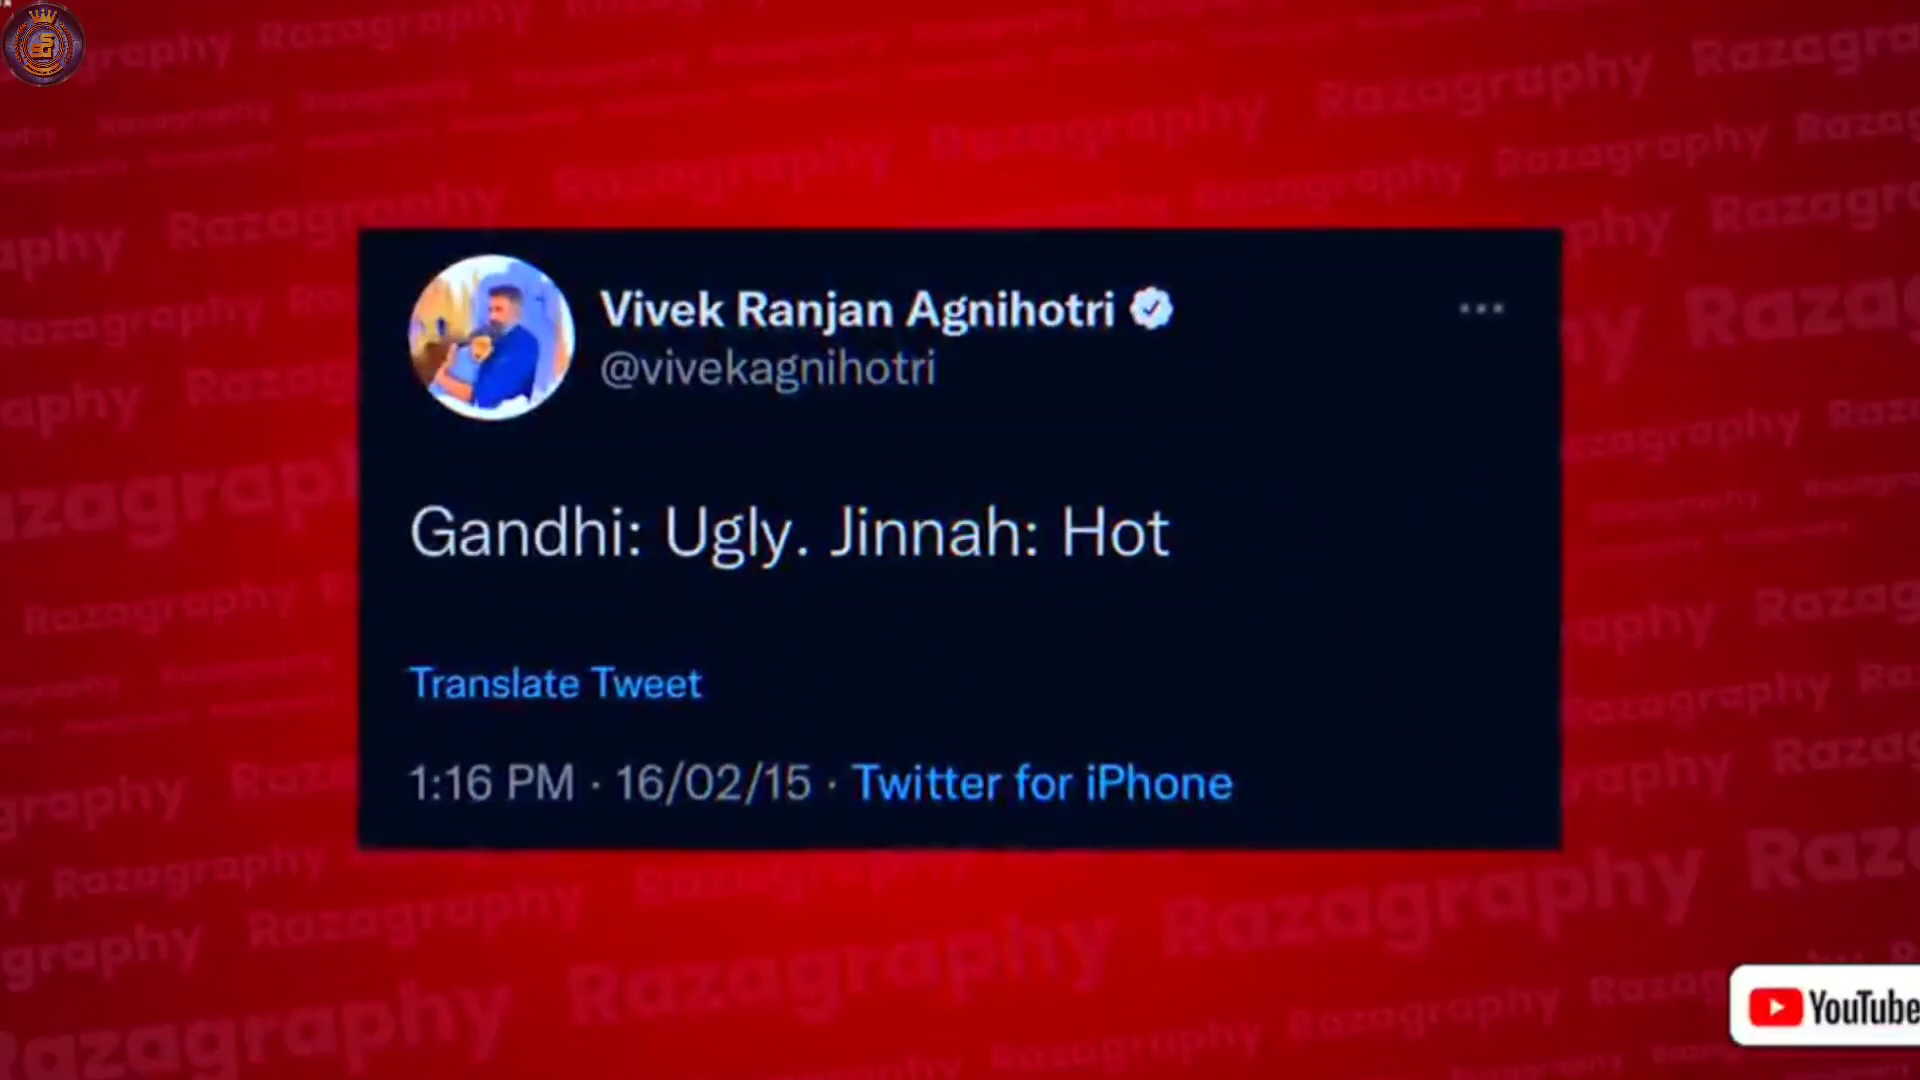 Vivek Ranjan Agnihotri
@vivekagnihotri
Gandhi: Ugly. Jinnah: Hot
Translate Tweet
1:16 PM · 16/02/15 · Twitter for iPhone
Razagraphy
YouTube